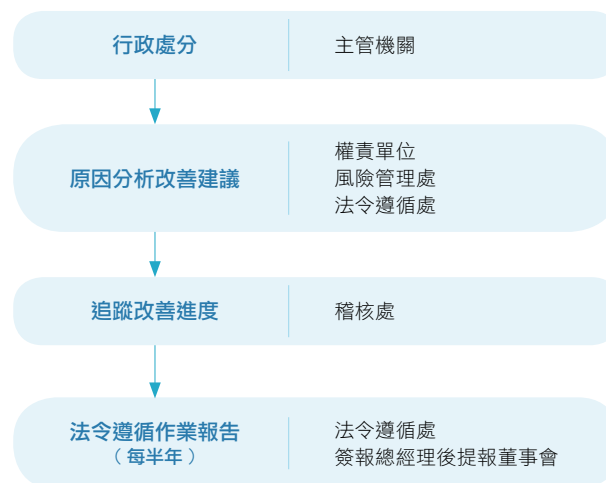 行政處分
主管機關
原因分析改善建議
權責單位
風險管理處
法令遵循處
追蹤改善進度
稽核處
法令遵循作業報告
（每半年）
法令遵循處
簽報總經理後提報董事會